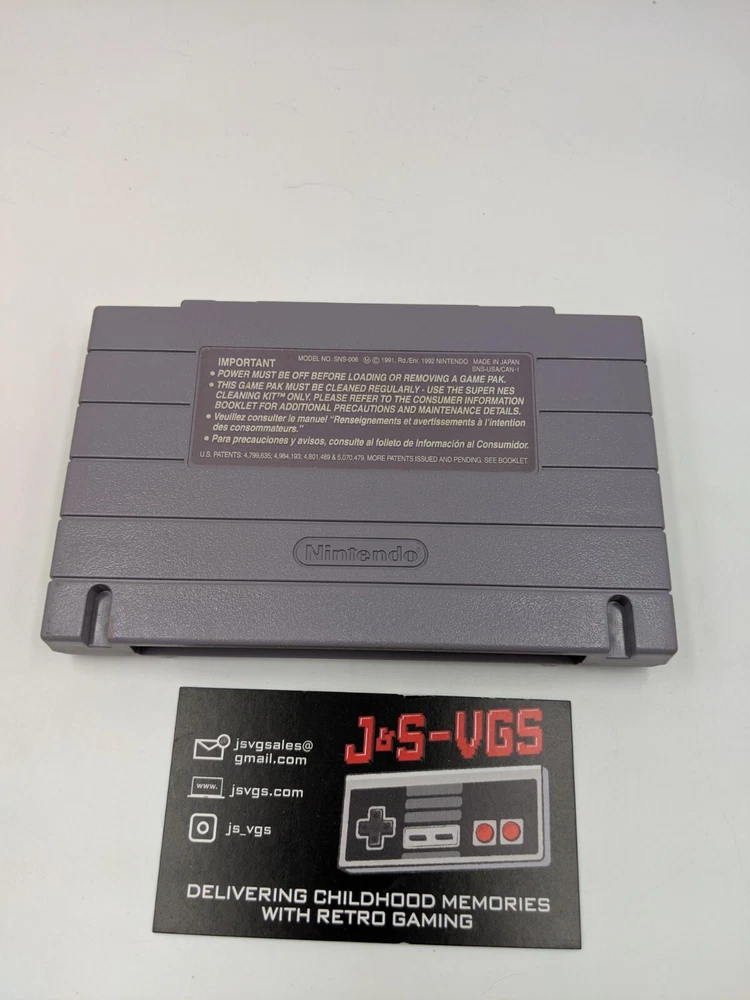 IMPORTANT
MODEL NO. SNS-006 Ⓜ © 1991, Rd./Enr. 1992 NINTENDO MADE IN JAPAN
SNS-USA/CAN-1
• POWER MUST BE OFF BEFORE LOADING OR REMOVING A GAME PAK.
• THIS GAME PAK MUST BE CLEANED REGULARLY - USE THE SUPER NES
CLEANING KIT™ ONLY. PLEASE REFER TO THE CONSUMER INFORMATION
BOOKLET FOR ADDITIONAL PRECAUTIONS AND MAINTENANCE DETAILS.
• Veuillez consulter le manuel "Renseignements et avertissements à l'intention
des consommateurs."
• Para precauciones y avisos, consulte al folleto de Información al Consumidor.
U.S. PATENTS: 4,799,635; 4,984,193; 4,801,489 & 5,070,479. MORE PATENTS ISSUED AND PENDING. SEE BOOKLET.
Nintendo
J&S-VGS
jsvgsales@
gmail.com
www.
jsvgs.com
js_vgs
DELIVERING CHILDHOOD MEMORIES
WITH RETRO GAMING